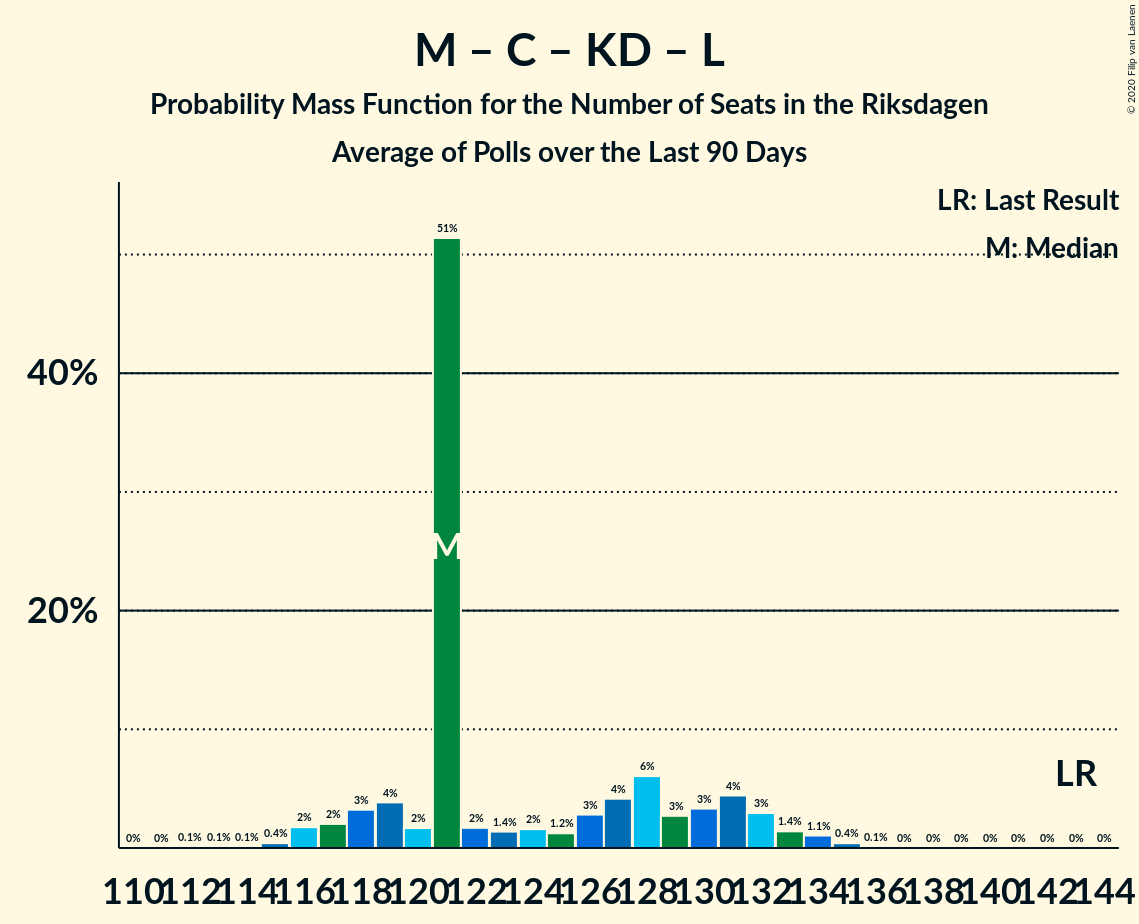 M – C – KD – L
Probability Mass Function for the Number of Seats in the Riksdagen
Average of Polls over the Last 90 Days
© 2020 Filip van Laenen
LR: Last Result
M: Median
40%
20%
0% 0% 0.1% 0.1% 0.1% 0.4% 2% 2% 3% 4% 2% 51% 2% 1.4% 2% 1.2% 3% 4% 6% 3% 3% 4% 3% 1.4% 1.1% 0.4% 0.1% 0% 0% 0% 0% 0% 0% 0% 0%
M
LR
110 112 114 116 118 120 122 124 126 128 130 132 134 136 138 140 142 144